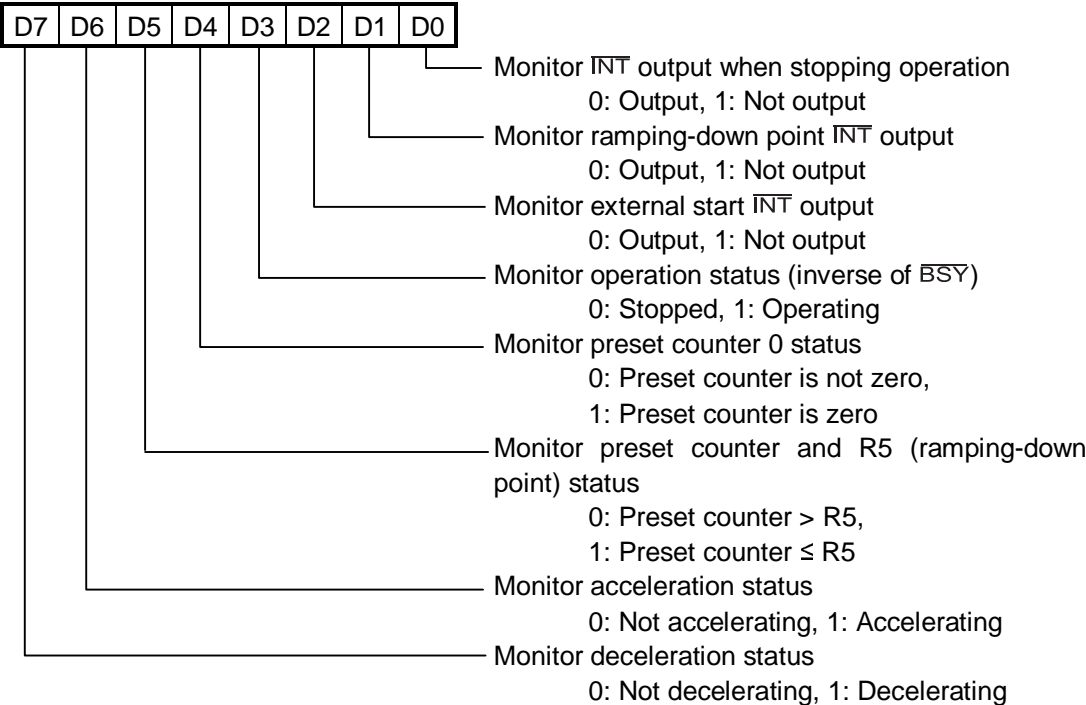 D7 D6 D5 D4 D3 D2 D1 D0
Monitor I̅N̅T̅ output when stopping operation
0: Output, 1: Not output
Monitor ramping-down point I̅N̅T̅ output
0: Output, 1: Not output
Monitor external start I̅N̅T̅ output
0: Output, 1: Not output
Monitor operation status (inverse of B̅S̅Y̅)
0: Stopped, 1: Operating
Monitor preset counter 0 status
0: Preset counter is not zero,
1: Preset counter is zero
Monitor preset counter and R5 (ramping-down
point) status
0: Preset counter > R5,
1: Preset counter ≤ R5
Monitor acceleration status
0: Not accelerating, 1: Accelerating
Monitor deceleration status
0: Not decelerating, 1: Decelerating